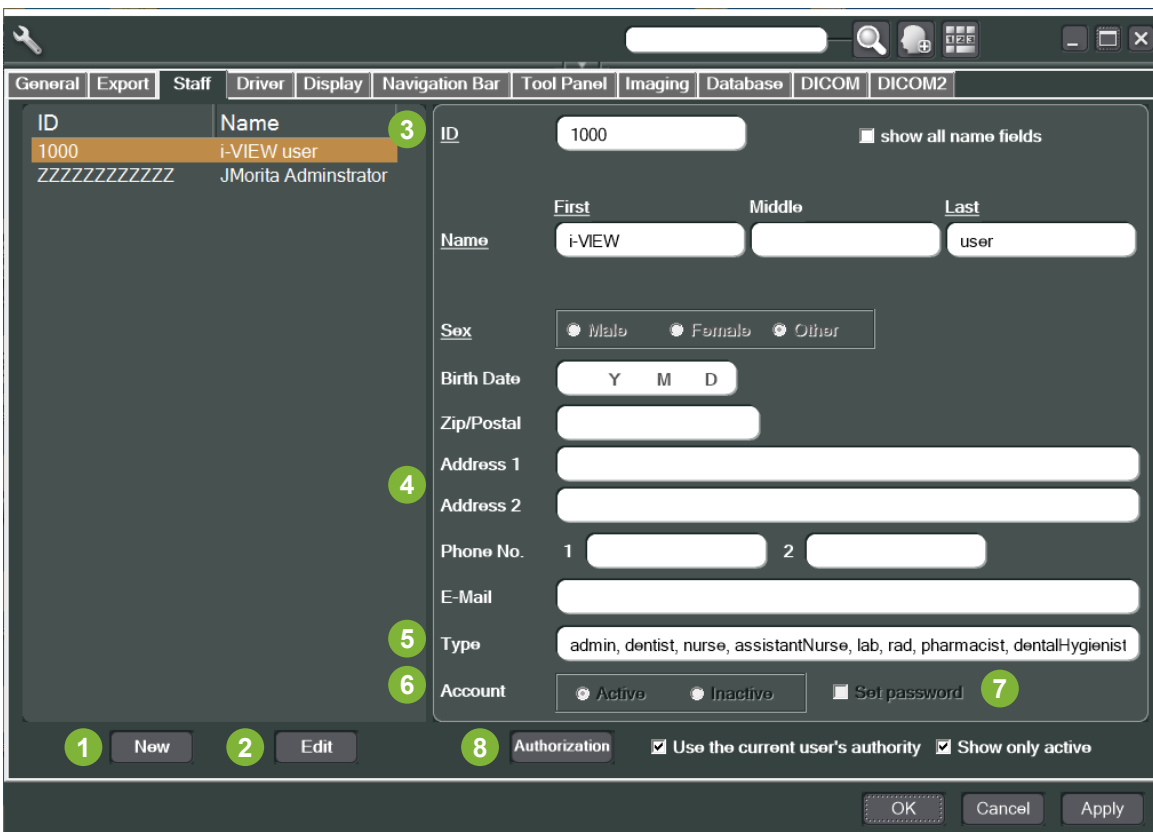 General Export Staff Driver Display Navigation Bar Tool Panel Imaging Database DICOM DICOM2
ID Name
1000 i-VIEW user
ZZZZZZZZZZZZ JMorita Adminstrator
3 ID 1000 show all name fields
First Middle Last
Name i-VIEW user
Sex Male Female Other
Birth Date Y M D
Zip/Postal
Address 1
4
Address 2
Phone No. 1 2
E-Mail
5 Type admin, dentist, nurse, assistantNurse, lab, rad, pharmacist, dentalHygienist
6 Account Active Inactive Set password 7
1 New 2 Edit 8 Authorization Use the current user's authority Show only active
OK Cancel Apply